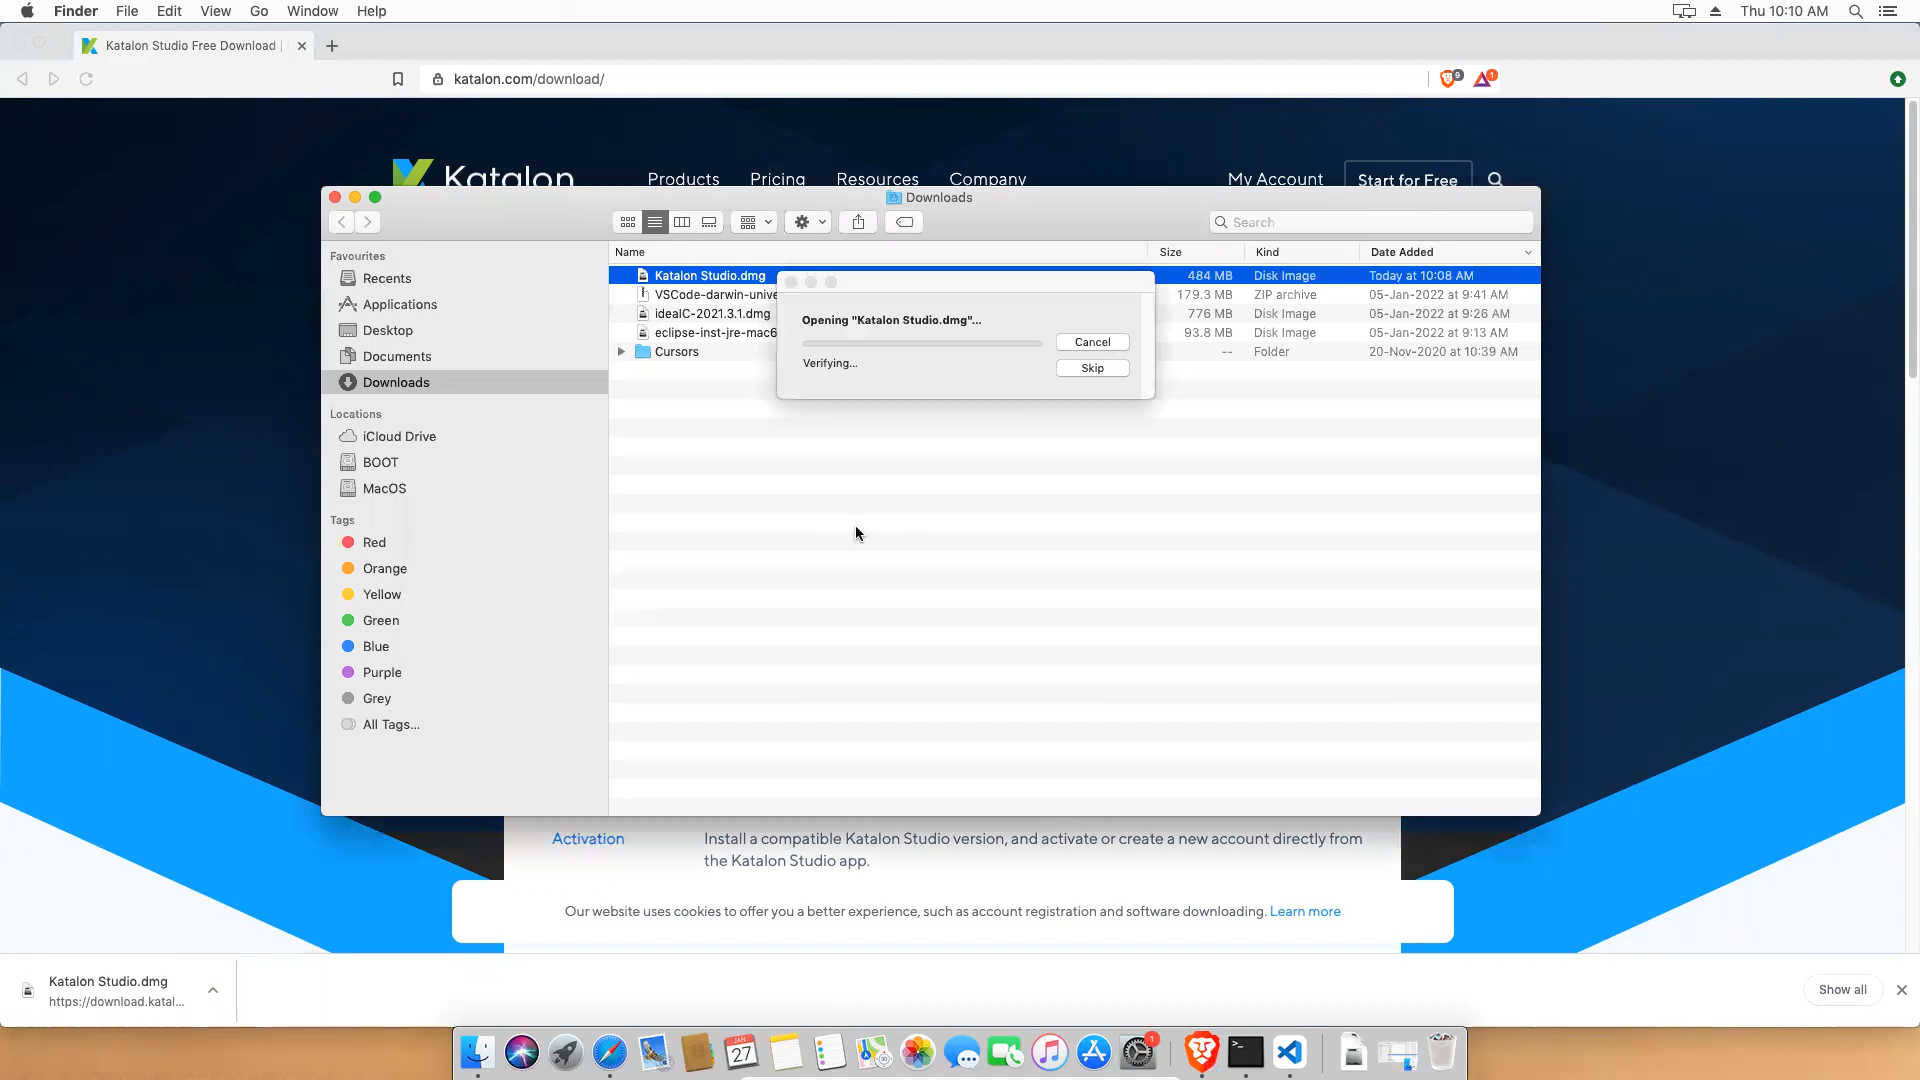 Finder File Edit View Go Window Help Thu 10:10 AM
Katalon Studio Free Download |
katalon.com/download/ 9 1
Katalon Products Pricing Resources Company My Account Start for Free
Downloads
Search
Favourites
Recents
Applications
Desktop
Documents
Downloads
Locations
iCloud Drive
BOOT
MacOS
Tags
Red
Orange
Yellow
Green
Blue
Purple
Grey
All Tags...
Name Size Kind Date Added
Katalon Studio.dmg 484 MB Disk Image Today at 10:08 AM
VSCode-darwin-unive 179.3 MB ZIP archive 05-Jan-2022 at 9:41 AM
ideaIC-2021.3.1.dmg 776 MB Disk Image 05-Jan-2022 at 9:26 AM
eclipse-inst-jre-mac6 93.8 MB Disk Image 05-Jan-2022 at 9:13 AM
Cursors -- Folder 20-Nov-2020 at 10:39 AM
Opening "Katalon Studio.dmg"...
Verifying...
Cancel
Skip
Activation Install a compatible Katalon Studio version, and activate or create a new account directly from
the Katalon Studio app.
Our website uses cookies to offer you a better experience, such as account registration and software downloading. Learn more
Katalon Studio.dmg
https://download.katal...
Show all
JAN
27
1